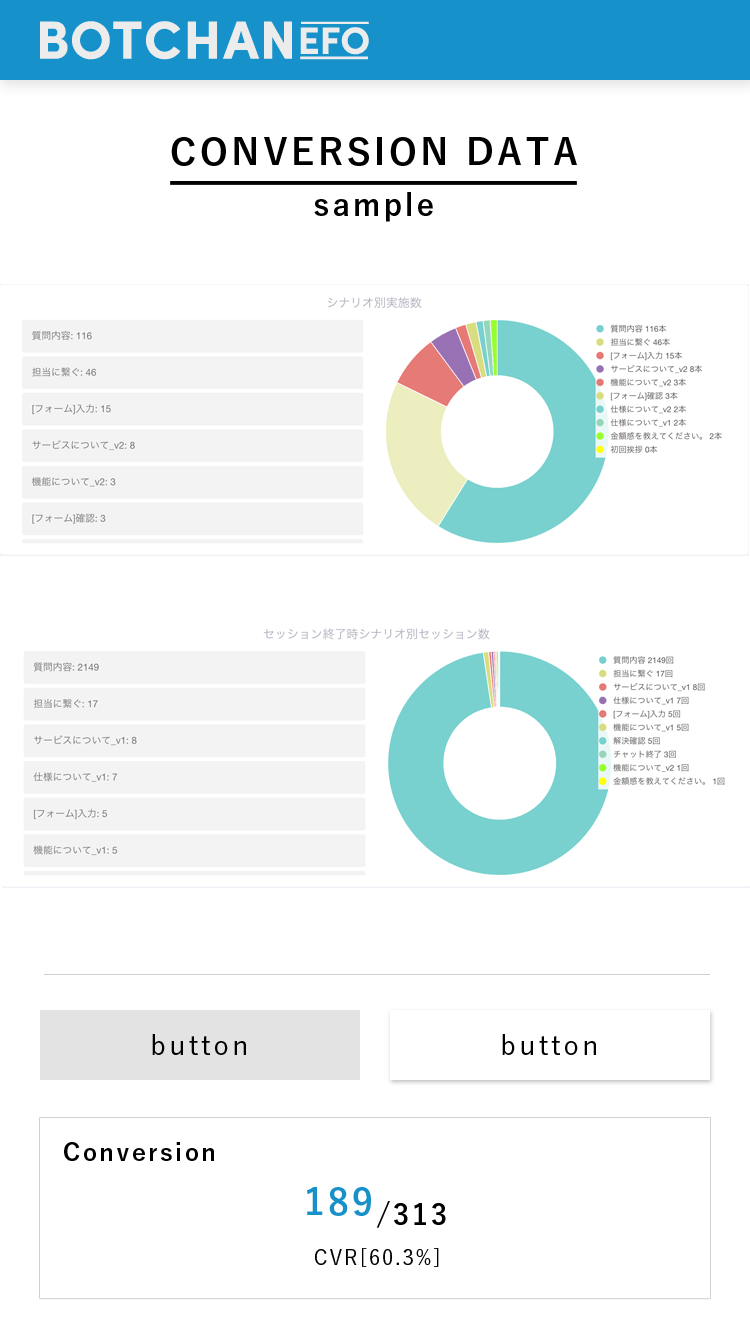 BOTCHAN EFO
CONVERSION DATA
sample
シナリオ別実施数
質問内容: 116
担当に繋ぐ: 46
[フォーム]入力: 15
サービスについて_v2: 8
機能について_v2: 3
[フォーム]確認: 3
質問内容 116本
担当に繋ぐ 46本
[フォーム]入力 15本
サービスについて_v2 8本
機能について_v2 3本
[フォーム]確認 3本
仕様について_v2 2本
仕様について_v1 2本
金額感を教えてください。 2本
初回挨拶 0本
セッション終了時シナリオ別セッション数
質問内容: 2149
担当に繋ぐ: 17
サービスについて_v1: 8
仕様について_v1: 7
[フォーム]入力: 5
機能について_v1: 5
質問内容 2149回
担当に繋ぐ 17回
サービスについて_v1 8回
仕様について_v1 7回
[フォーム]入力 5回
機能について_v1 5回
解決確認 5回
チャット終了 3回
機能について_v2 1回
金額感を教えてください。 1回
button
button
Conversion
189/313
CVR[60.3%]